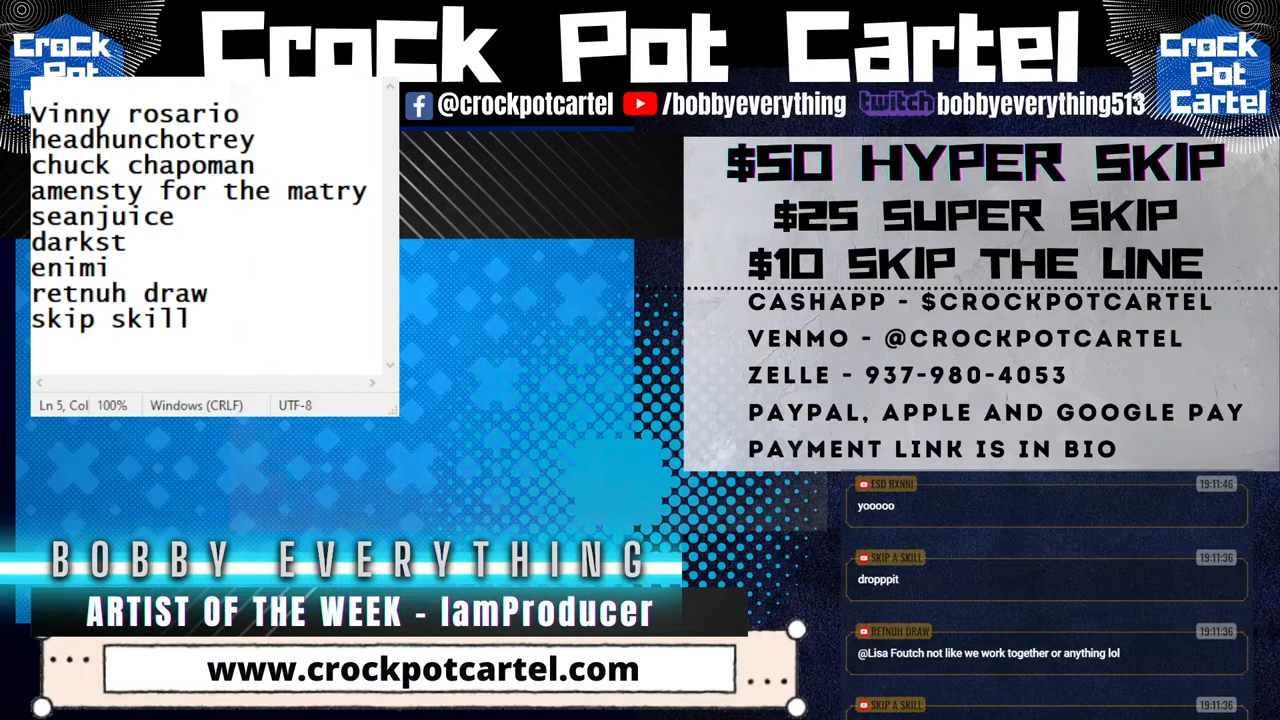 Crock Pot Cartel
Crock
Pot
Crock
Pot
Cartel
@crockpotcartel /bobbyeverything twitch bobbyeverything513
vinny rosario
headhunchotrey
chuck chapoman
amensty for the matry
seanjuice
darkst
enimi
retnuh draw
skip skill
Ln 5, Col 100% Windows (CRLF) UTF-8
$50 HYPER SKIP
$25 SUPER SKIP
$10 SKIP THE LINE
CASHAPP - $CROCKPOTCARTEL
VENMO - @CROCKPOTCARTEL
ZELLE - 937-980-4053
PAYPAL, APPLE AND GOOGLE PAY
PAYMENT LINK IS IN BIO
ESO RXNNI 19:11:46
yooooo
SKIP A SKILL 19:11:36
dropppit
RETNUH DRAW 19:11:36
@Lisa Foutch not like we work together or anything lol
SKIP A SKILL 19:11:36
BOBBY EVERYTHING
ARTIST OF THE WEEK - IamProducer
www.crockpotcartel.com